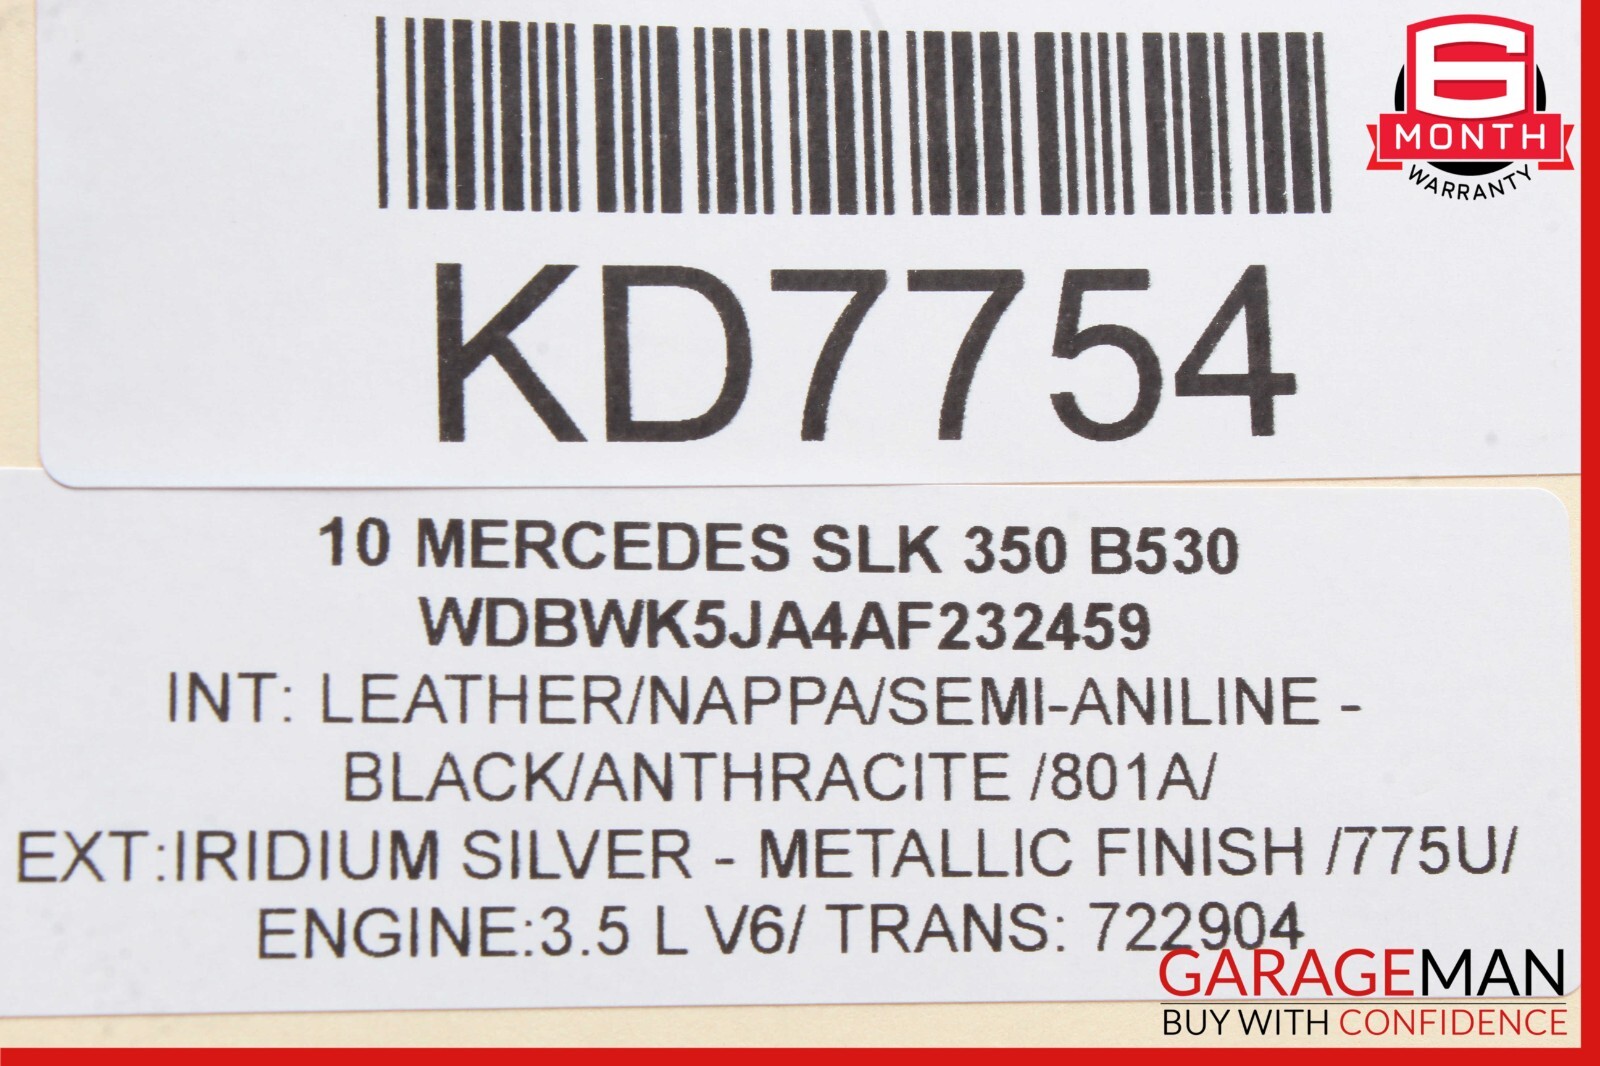 6
MONTH
WARRANTY
KD7754
10 MERCEDES SLK 350 B530
WDBWK5JA4AF232459
INT: LEATHER/NAPPA/SEMI-ANILINE -
BLACK/ANTHRACITE /801A/
EXT:IRIDIUM SILVER - METALLIC FINISH /775U/
ENGINE:3.5 L V6/ TRANS: 722904
GARAGEMAN
BUY WITH CONFIDENCE